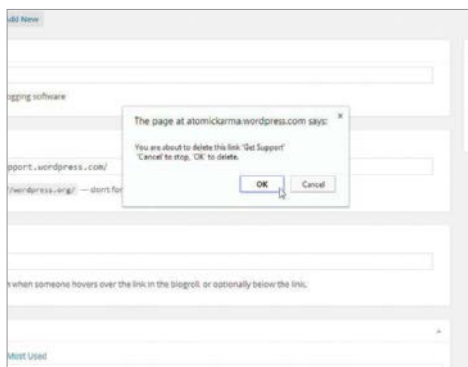 Add New
ogging software
The page at atomickarma.wordpress.com says:
You are about to delete this link 'Get Support'
'Cancel' to stop, 'OK' to delete.
OK
Cancel
pport.wordpress.com/
//wordpress.org/ — don't for
n when someone hovers over the link in the blogroll, or optionally below the link.
Most Used